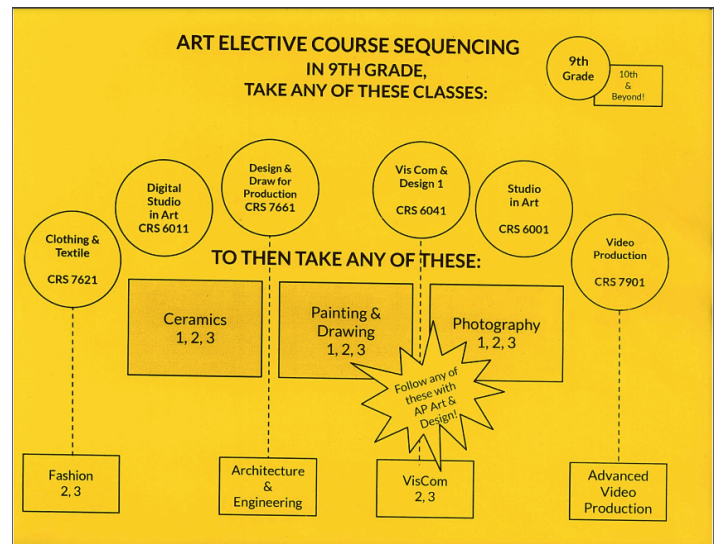 ART ELECTIVE COURSE SEQUENCING
IN 9TH GRADE,
TAKE ANY OF THESE CLASSES:
9th
Grade
10th
&
Beyond!
Clothing &
Textile
CRS 7621
Digital
Studio
in Art
CRS 6011
Design &
Draw for
Production
CRS 7661
Vis Com &
Design 1
CRS 6041
Studio
in Art
CRS 6001
Video
Production
CRS 7901
TO THEN TAKE ANY OF THESE:
Ceramics
1, 2, 3
Painting &
Drawing
1, 2, 3
Photography
1, 2, 3
Follow any of
these with
AP Art &
Design!
Fashion
2, 3
Architecture
&
Engineering
VisCom
2, 3
Advanced
Video
Production